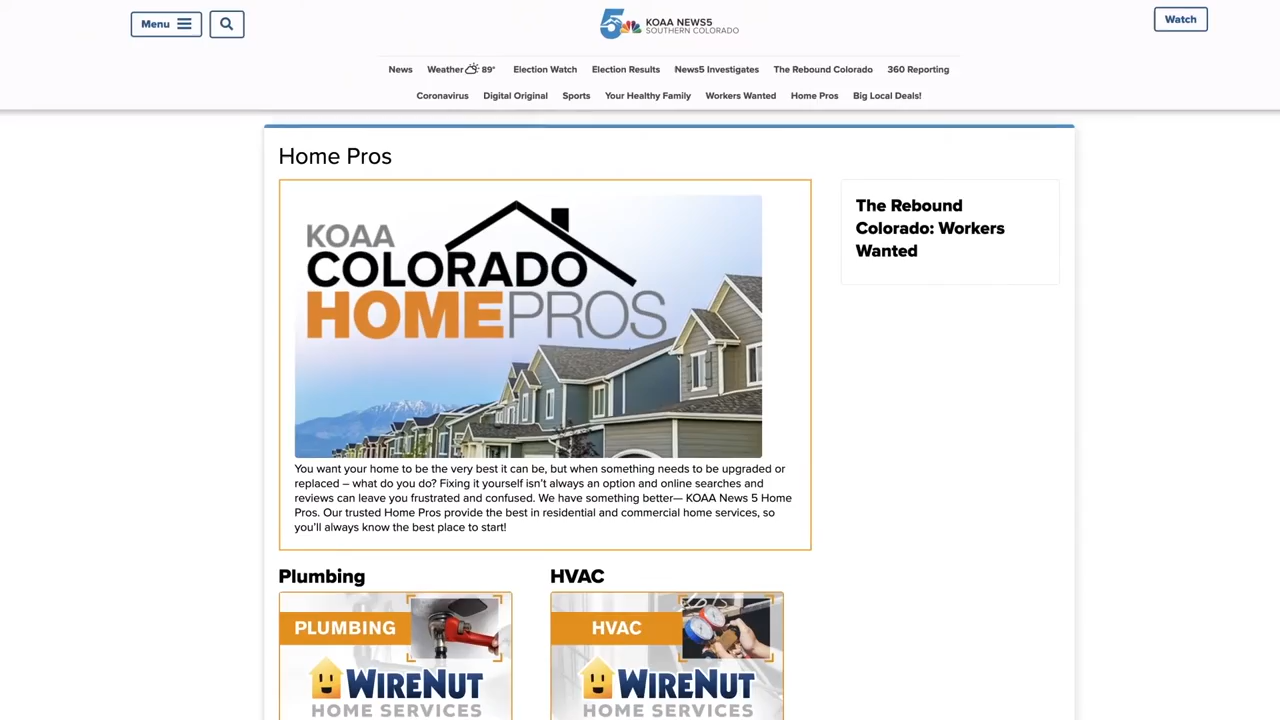 Menu
5 KOAA NEWS5
SOUTHERN COLORADO
Watch
News Weather 89° Election Watch Election Results News5 Investigates The Rebound Colorado 360 Reporting
Coronavirus Digital Original Sports Your Healthy Family Workers Wanted Home Pros Big Local Deals!
Home Pros
KOAA
COLORADO
HOMEPROS
You want your home to be the very best it can be, but when something needs to be upgraded or
replaced – what do you do? Fixing it yourself isn't always an option and online searches and
reviews can leave you frustrated and confused. We have something better— KOAA News 5 Home
Pros. Our trusted Home Pros provide the best in residential and commercial home services, so
you'll always know the best place to start!
The Rebound
Colorado: Workers
Wanted
Plumbing
PLUMBING
WIRENUT
HOME SERVICES
HVAC
HVAC
WIRENUT
HOME SERVICES